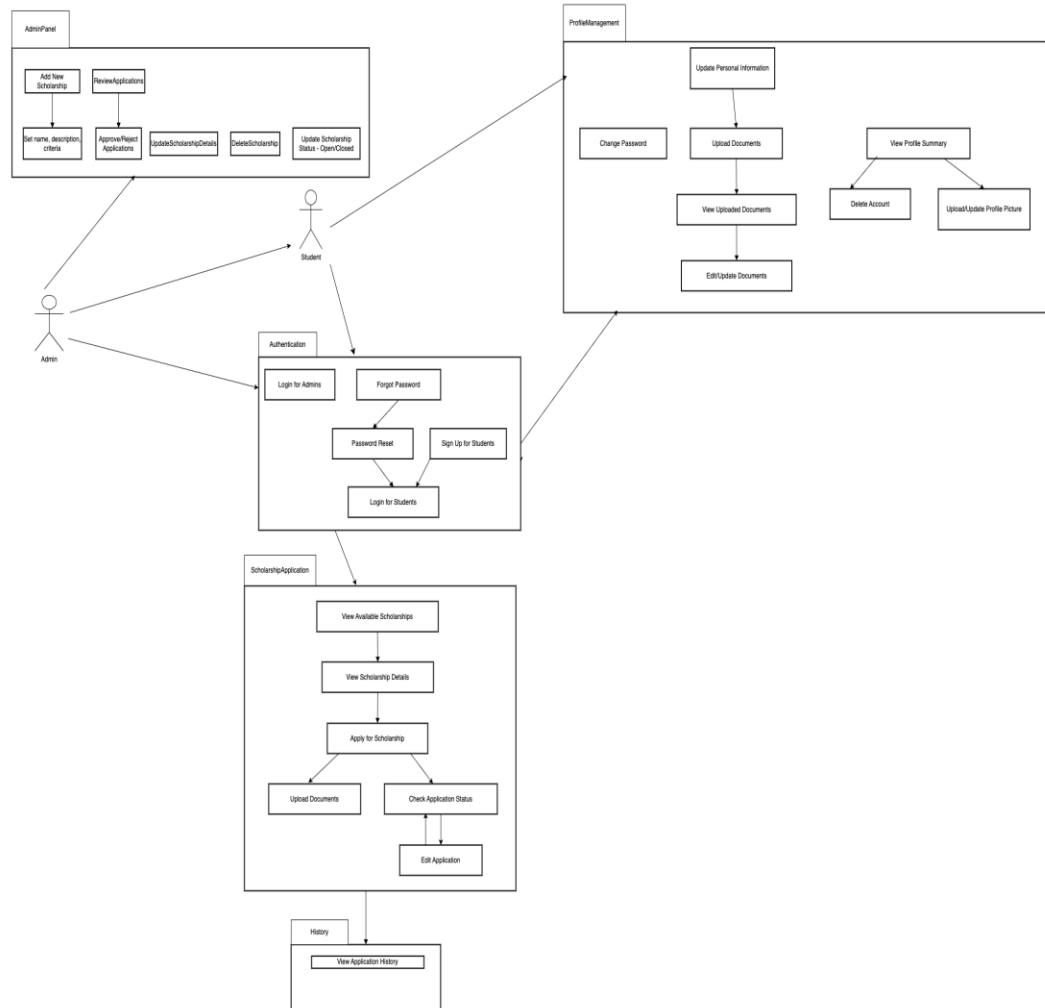 AdminPanel
Add New
Scholarship
ReviewApplications
Set name, description,
criteria
Approve/Reject
Applications
UpdateScholarshipDetails
DeleteScholarship
Update Scholarship
Status - Open/Closed
ProfileManagement
Update Personal Information
Change Password
Upload Documents
View Profile Summary
View Uploaded Documents
Delete Account
Upload/Update Profile Picture
Edit/Update Documents
Student
Admin
Authentication
Login for Admins
Forgot Password
Password Reset
Sign Up for Students
Login for Students
ScholarshipApplication
View Available Scholarships
View Scholarship Details
Apply for Scholarship
Upload Documents
Check Application Status
Edit Application
History
View Application History